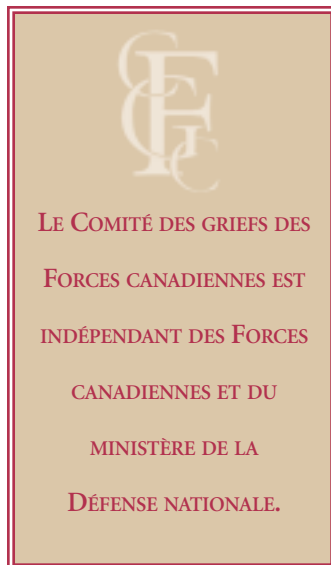 LE COMITÉ DES GRIEFS DES
FORCES CANADIENNES EST
INDÉPENDANT DES FORCES
CANADIENNES ET DU
MINISTÈRE DE LA
DÉFENSE NATIONALE.